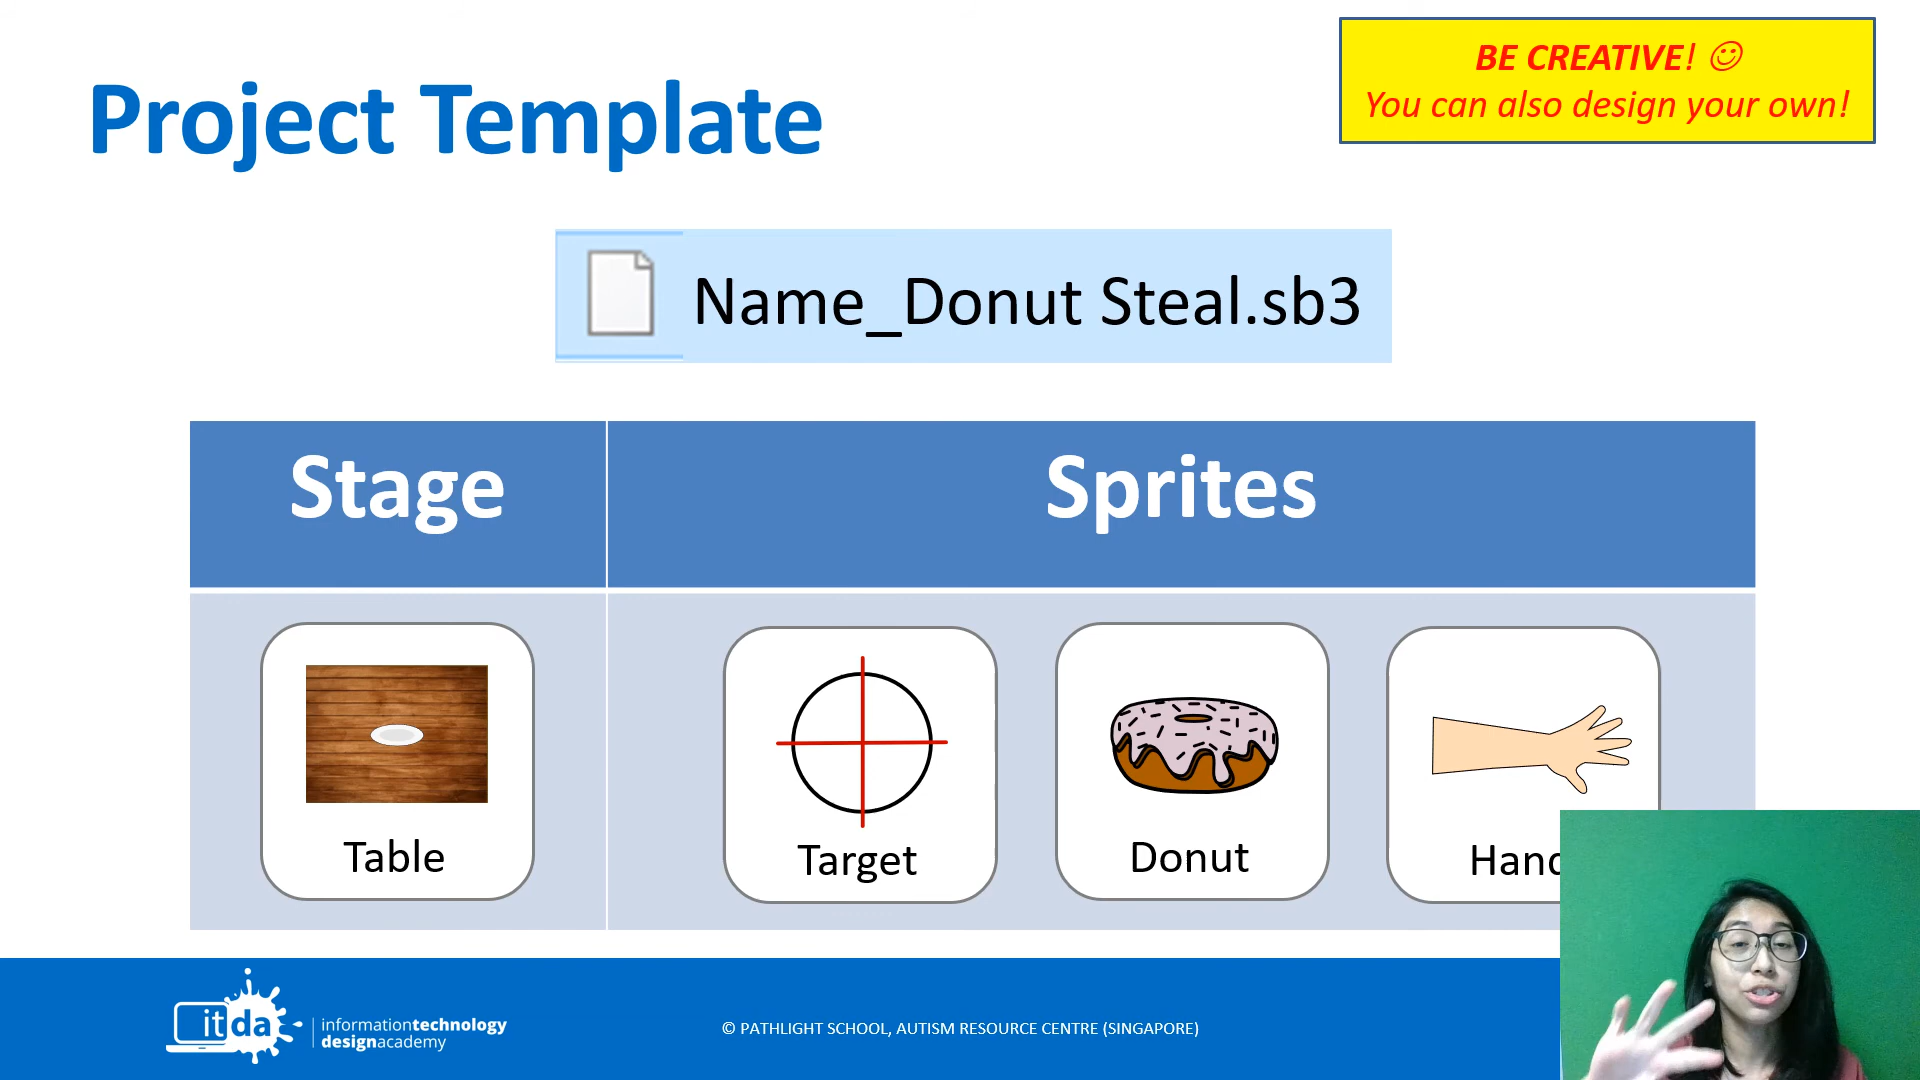 BE CREATIVE! ☺
You can also design your own!
Project Template
Name_Donut Steal.sb3
Stage
Sprites
Table
Target
Donut
Hand
itda
informationtechnology
designacademy
© PATHLIGHT SCHOOL, AUTISM RESOURCE CENTRE (SINGAPORE)